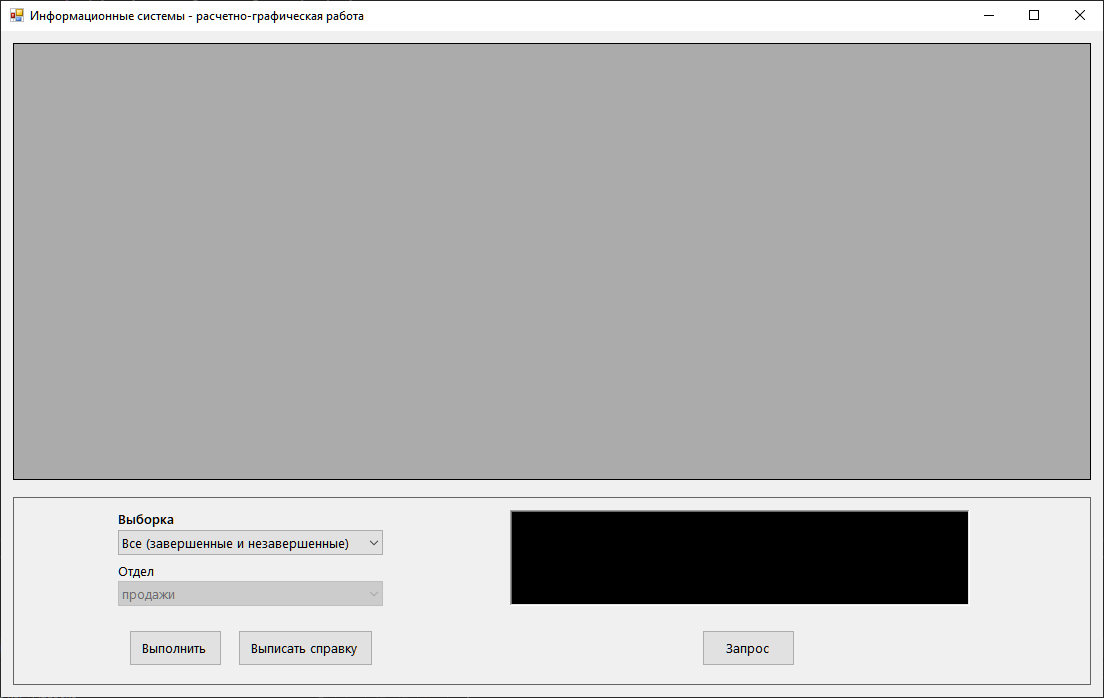 Информационные системы - расчетно-графическая работа
Выборка
Все (завершенные и незавершенные)
Отдел
продажи
Выполнить Выписать справку Запрос